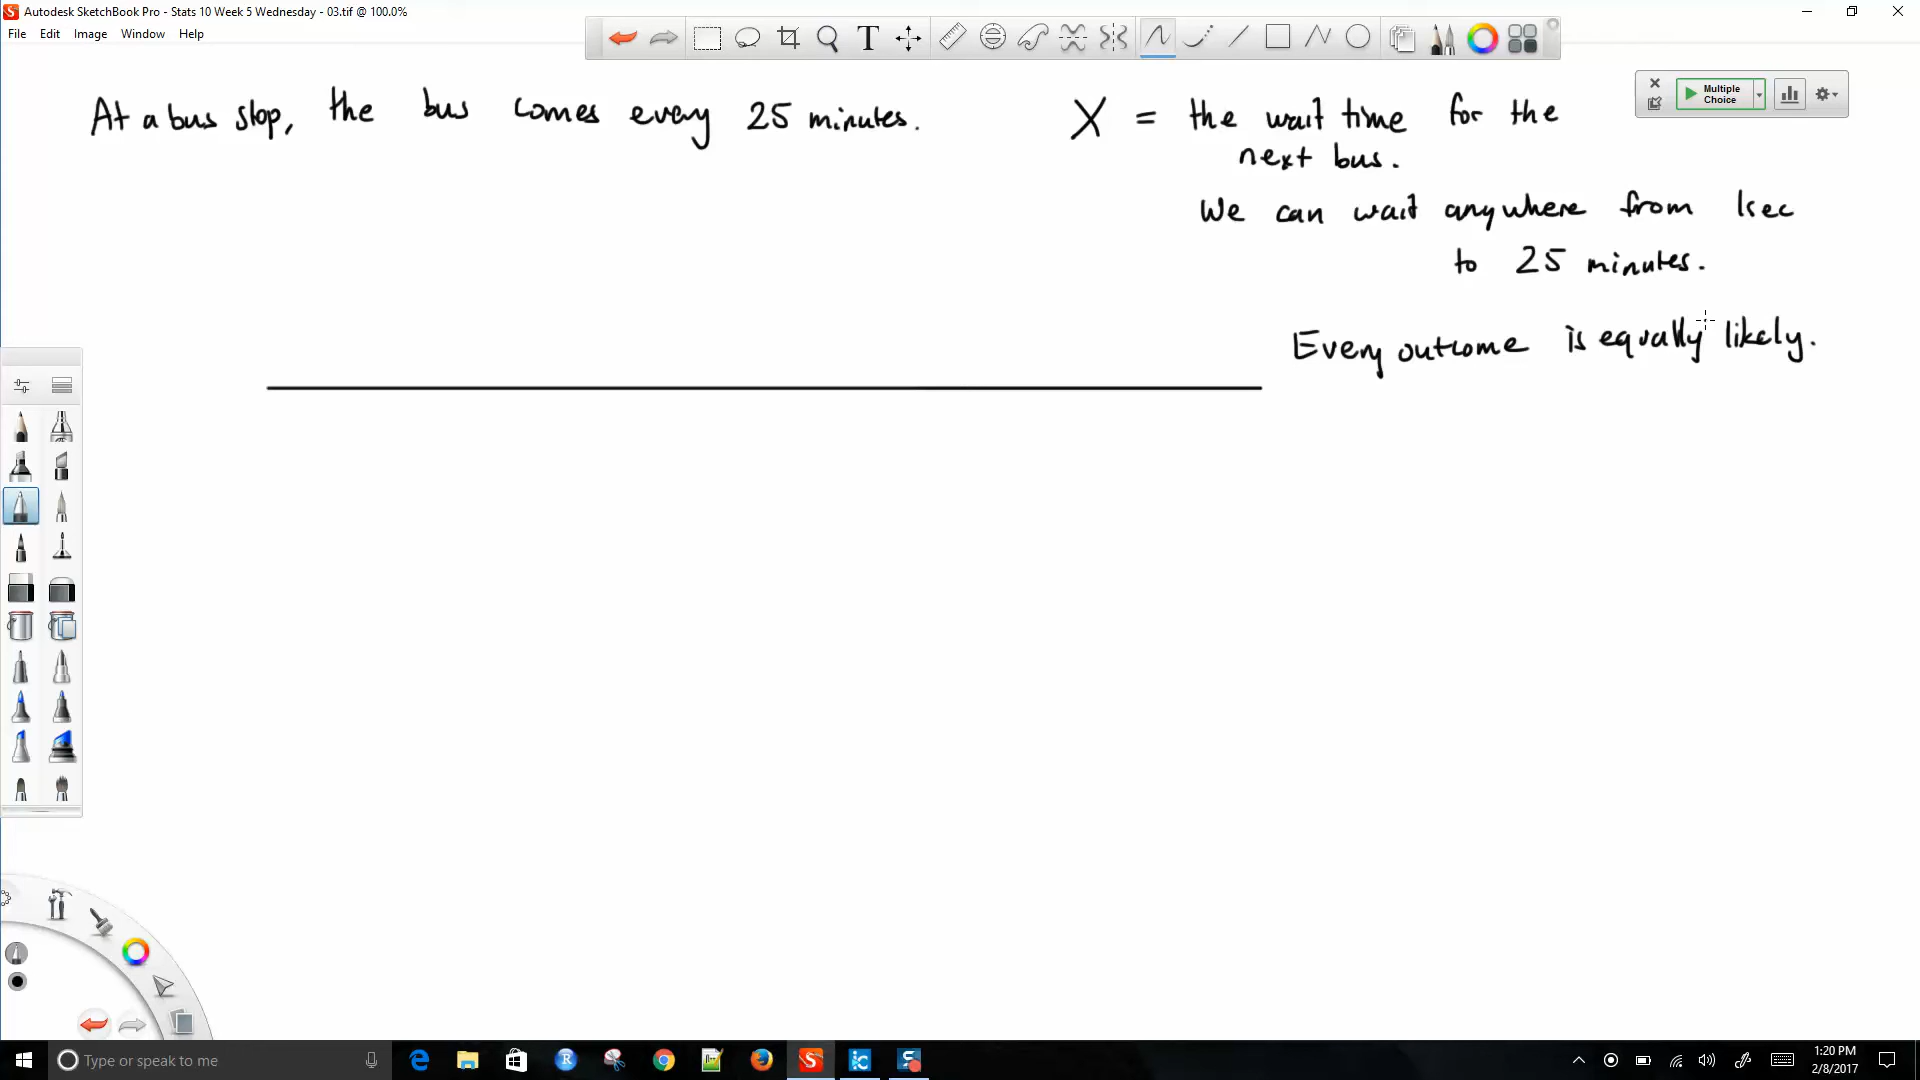 Autodesk SketchBook Pro - Stats 10 Week 5 Wednesday - 03.tif @ 100.0%
File Edit Image Window Help
T
Multiple
Choice
At a bus stop, the bus comes every 25 minutes.
X = the wait time for the
next bus.
We can wait anywhere from 1sec
to 25 minutes.
Every outcome is equally likely.
Type or speak to me
1:20 PM
2/8/2017